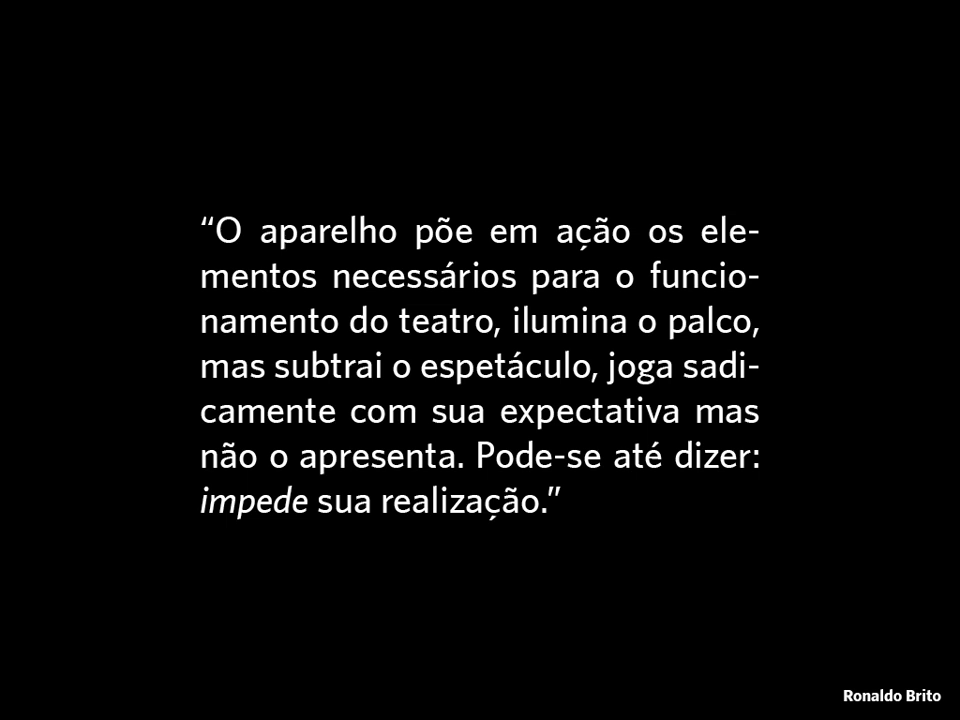 “O aparelho põe em ação os ele-
mentos necessários para o funcio-
namento do teatro, ilumina o palco,
mas subtrai o espetáculo, joga sadi-
camente com sua expectativa mas
não o apresenta. Pode-se até dizer:
impede sua realização.”
Ronaldo Brito